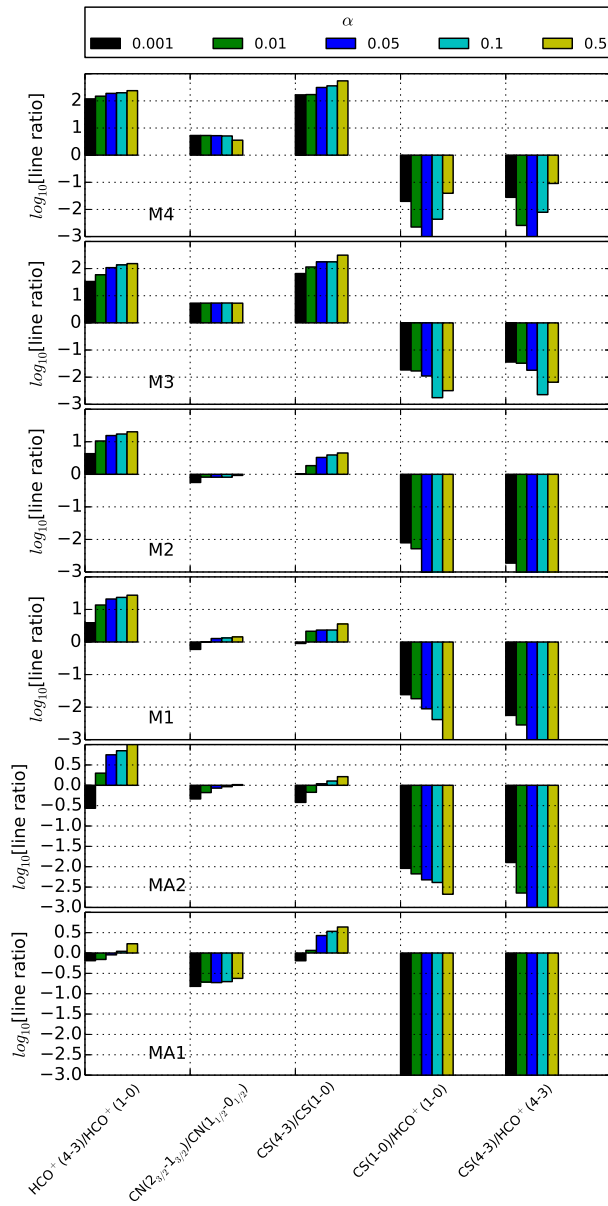 α
0.001 0.01 0.05 0.1 0.5
log₁₀[line ratio]
2
1
0
−1
−2
−3
M4
log₁₀[line ratio]
2
1
0
−1
−2
−3
M3
log₁₀[line ratio]
1
0
−1
−2
−3
M2
log₁₀[line ratio]
1
0
−1
−2
−3
M1
log₁₀[line ratio]
0.5
0.0
−0.5
−1.0
−1.5
−2.0
−2.5
−3.0
MA2
log₁₀[line ratio]
0.5
0.0
−0.5
−1.0
−1.5
−2.0
−2.5
−3.0
MA1
HCO⁺ (4-3)/HCO⁺ (1-0)
CN(2₃/₂-1₃/₂)/CN(1₁/₂-0₁/₂)
CS(4-3)/CS(1-0)
CS(1-0)/HCO⁺ (1-0)
CS(4-3)/HCO⁺ (4-3)